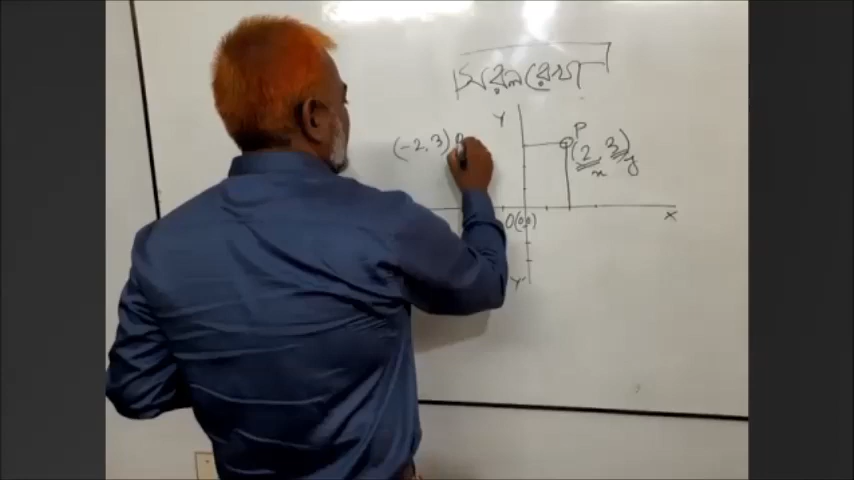 সরলরেখা
Y
P
(-2, 3)
(2, 3)
x
y
O(0,0)
X
Y'